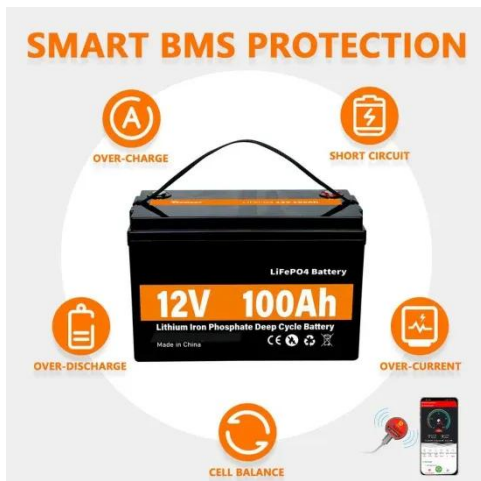 SMART BMS PROTECTION
OVER-CHARGE
SHORT CIRCUIT
LiFePO4 Battery
12V 100Ah
Lithium Iron Phosphate Deep Cycle Battery
Made in China
CE
OVER-DISCHARGE
OVER-CURRENT
CELL BALANCE